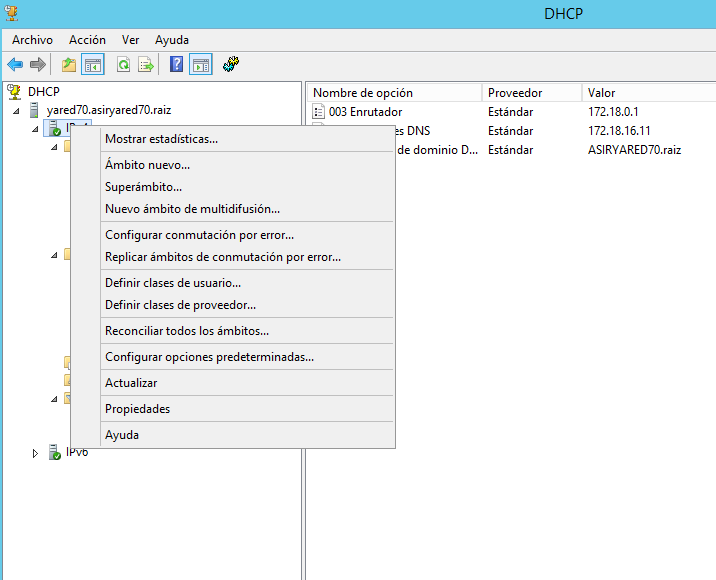 DHCP
Archivo Acción Ver Ayuda
DHCP
yared70.asiryared70.raiz
Nombre de opción Proveedor Valor
003 Enrutador Estándar 172.18.0.1
es DNS Estándar 172.18.16.11
de dominio D... Estándar ASIRYARED70.raiz
Mostrar estadísticas...
Ámbito nuevo...
Superámbito...
Nuevo ámbito de multidifusión...
Configurar conmutación por error...
Replicar ámbitos de conmutación por error...
Definir clases de usuario...
Definir clases de proveedor...
Reconciliar todos los ámbitos...
Configurar opciones predeterminadas...
Actualizar
Propiedades
Ayuda
IPv6